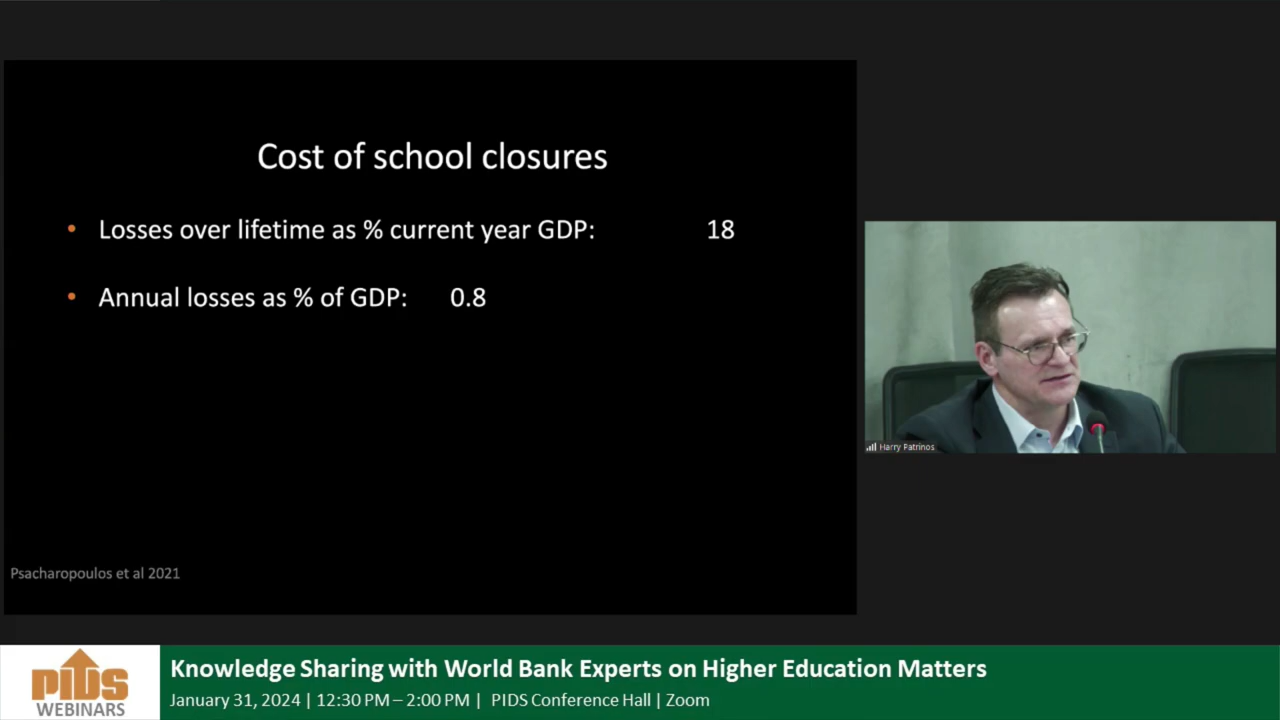 Cost of school closures
• Losses over lifetime as % current year GDP: 18
• Annual losses as % of GDP: 0.8
Psacharopoulos et al 2021
Harry Patrinos
PIDS
WEBINARS
Knowledge Sharing with World Bank Experts on Higher Education Matters
January 31, 2024 | 12:30 PM – 2:00 PM | PIDS Conference Hall | Zoom